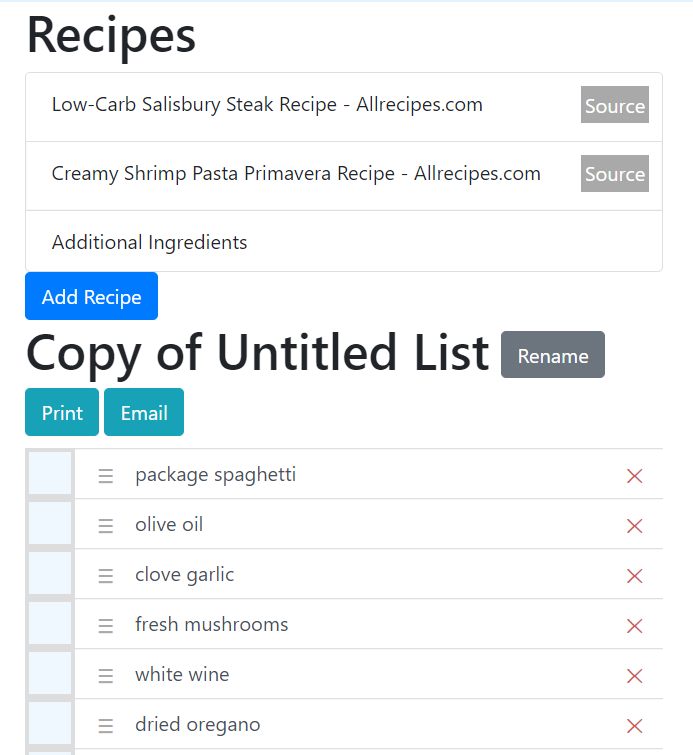 Recipes
Low-Carb Salisbury Steak Recipe - Allrecipes.com Source
Creamy Shrimp Pasta Primavera Recipe - Allrecipes.com Source
Additional Ingredients
Add Recipe
Copy of Untitled List Rename
Print Email
package spaghetti
olive oil
clove garlic
fresh mushrooms
white wine
dried oregano